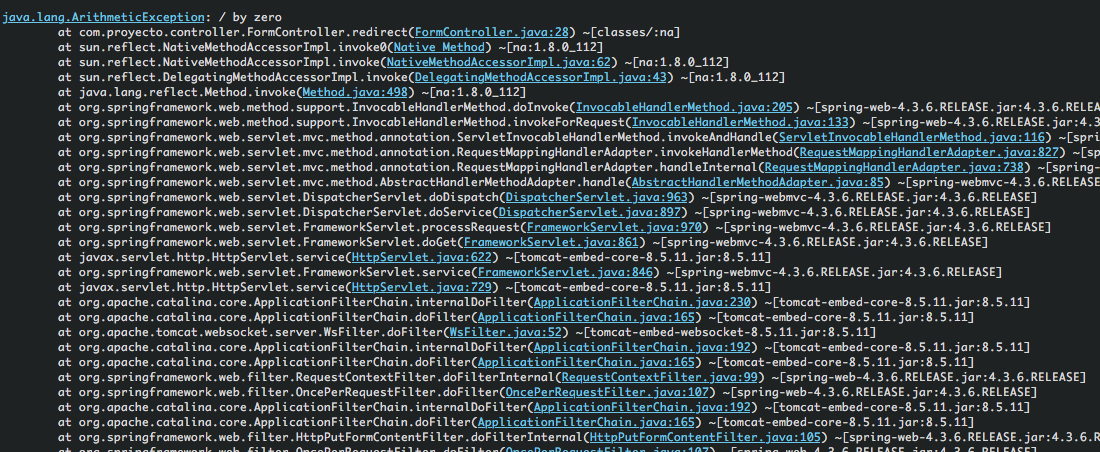 java.lang.ArithmeticException: / by zero
at com.proyecto.controller.FormController.redirect(FormController.java:28) ~[classes/:na]
at sun.reflect.NativeMethodAccessorImpl.invoke0(Native Method) ~[na:1.8.0_112]
at sun.reflect.NativeMethodAccessorImpl.invoke(NativeMethodAccessorImpl.java:62) ~[na:1.8.0_112]
at sun.reflect.DelegatingMethodAccessorImpl.invoke(DelegatingMethodAccessorImpl.java:43) ~[na:1.8.0_112]
at java.lang.reflect.Method.invoke(Method.java:498) ~[na:1.8.0_112]
at org.springframework.web.method.support.InvocableHandlerMethod.doInvoke(InvocableHandlerMethod.java:205) ~[spring-web-4.3.6.RELEASE.jar:4.3.6.RELEA
at org.springframework.web.method.support.InvocableHandlerMethod.invokeForRequest(InvocableHandlerMethod.java:133) ~[spring-web-4.3.6.RELEASE.jar:4.3
at org.springframework.web.servlet.mvc.method.annotation.ServletInvocableHandlerMethod.invokeAndHandle(ServletInvocableHandlerMethod.java:116) ~[spri
at org.springframework.web.servlet.mvc.method.annotation.RequestMappingHandlerAdapter.invokeHandlerMethod(RequestMappingHandlerAdapter.java:827) ~[sp
at org.springframework.web.servlet.mvc.method.annotation.RequestMappingHandlerAdapter.handleInternal(RequestMappingHandlerAdapter.java:738) ~[spring-
at org.springframework.web.servlet.mvc.method.AbstractHandlerMethodAdapter.handle(AbstractHandlerMethodAdapter.java:85) ~[spring-webmvc-4.3.6.RELEASE
at org.springframework.web.servlet.DispatcherServlet.doDispatch(DispatcherServlet.java:963) ~[spring-webmvc-4.3.6.RELEASE.jar:4.3.6.RELEASE]
at org.springframework.web.servlet.DispatcherServlet.doService(DispatcherServlet.java:897) ~[spring-webmvc-4.3.6.RELEASE.jar:4.3.6.RELEASE]
at org.springframework.web.servlet.FrameworkServlet.processRequest(FrameworkServlet.java:970) ~[spring-webmvc-4.3.6.RELEASE.jar:4.3.6.RELEASE]
at org.springframework.web.servlet.FrameworkServlet.doGet(FrameworkServlet.java:861) ~[spring-webmvc-4.3.6.RELEASE.jar:4.3.6.RELEASE]
at javax.servlet.http.HttpServlet.service(HttpServlet.java:622) ~[tomcat-embed-core-8.5.11.jar:8.5.11]
at org.springframework.web.servlet.FrameworkServlet.service(FrameworkServlet.java:846) ~[spring-webmvc-4.3.6.RELEASE.jar:4.3.6.RELEASE]
at javax.servlet.http.HttpServlet.service(HttpServlet.java:729) ~[tomcat-embed-core-8.5.11.jar:8.5.11]
at org.apache.catalina.core.ApplicationFilterChain.internalDoFilter(ApplicationFilterChain.java:230) ~[tomcat-embed-core-8.5.11.jar:8.5.11]
at org.apache.catalina.core.ApplicationFilterChain.doFilter(ApplicationFilterChain.java:165) ~[tomcat-embed-core-8.5.11.jar:8.5.11]
at org.apache.tomcat.websocket.server.WsFilter.doFilter(WsFilter.java:52) ~[tomcat-embed-websocket-8.5.11.jar:8.5.11]
at org.apache.catalina.core.ApplicationFilterChain.internalDoFilter(ApplicationFilterChain.java:192) ~[tomcat-embed-core-8.5.11.jar:8.5.11]
at org.apache.catalina.core.ApplicationFilterChain.doFilter(ApplicationFilterChain.java:165) ~[tomcat-embed-core-8.5.11.jar:8.5.11]
at org.springframework.web.filter.RequestContextFilter.doFilterInternal(RequestContextFilter.java:99) ~[spring-web-4.3.6.RELEASE.jar:4.3.6.RELEASE]
at org.springframework.web.filter.OncePerRequestFilter.doFilter(OncePerRequestFilter.java:107) ~[spring-web-4.3.6.RELEASE.jar:4.3.6.RELEASE]
at org.apache.catalina.core.ApplicationFilterChain.internalDoFilter(ApplicationFilterChain.java:192) ~[tomcat-embed-core-8.5.11.jar:8.5.11]
at org.apache.catalina.core.ApplicationFilterChain.doFilter(ApplicationFilterChain.java:165) ~[tomcat-embed-core-8.5.11.jar:8.5.11]
at org.springframework.web.filter.HttpPutFormContentFilter.doFilterInternal(HttpPutFormContentFilter.java:105) ~[spring-web-4.3.6.RELEASE.jar:4.3.6.R
at org.springframework.web.filter.OncePerRequestFilter.doFilter(OncePerRequestFilter.java:107) ~[spring-web-4.3.6.RELEASE.jar:4.3.6.RELEASE]